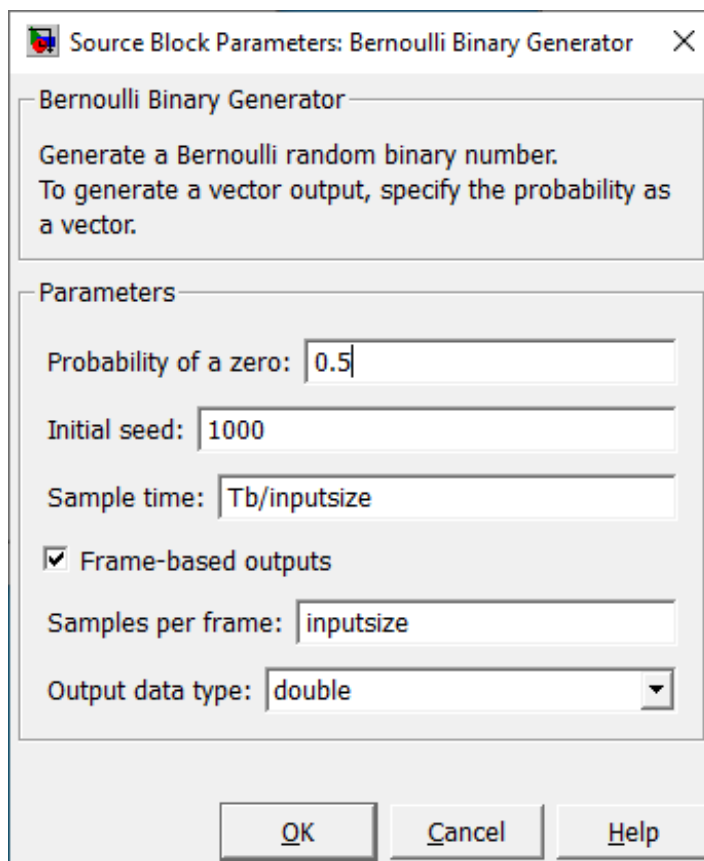 Source Block Parameters: Bernoulli Binary Generator
Bernoulli Binary Generator
Generate a Bernoulli random binary number.
To generate a vector output, specify the probability as
a vector.
Parameters
Probability of a zero: 0.5
Initial seed: 1000
Sample time: Tb/inputsize
Frame-based outputs
Samples per frame: inputsize
Output data type: double
OK Cancel Help